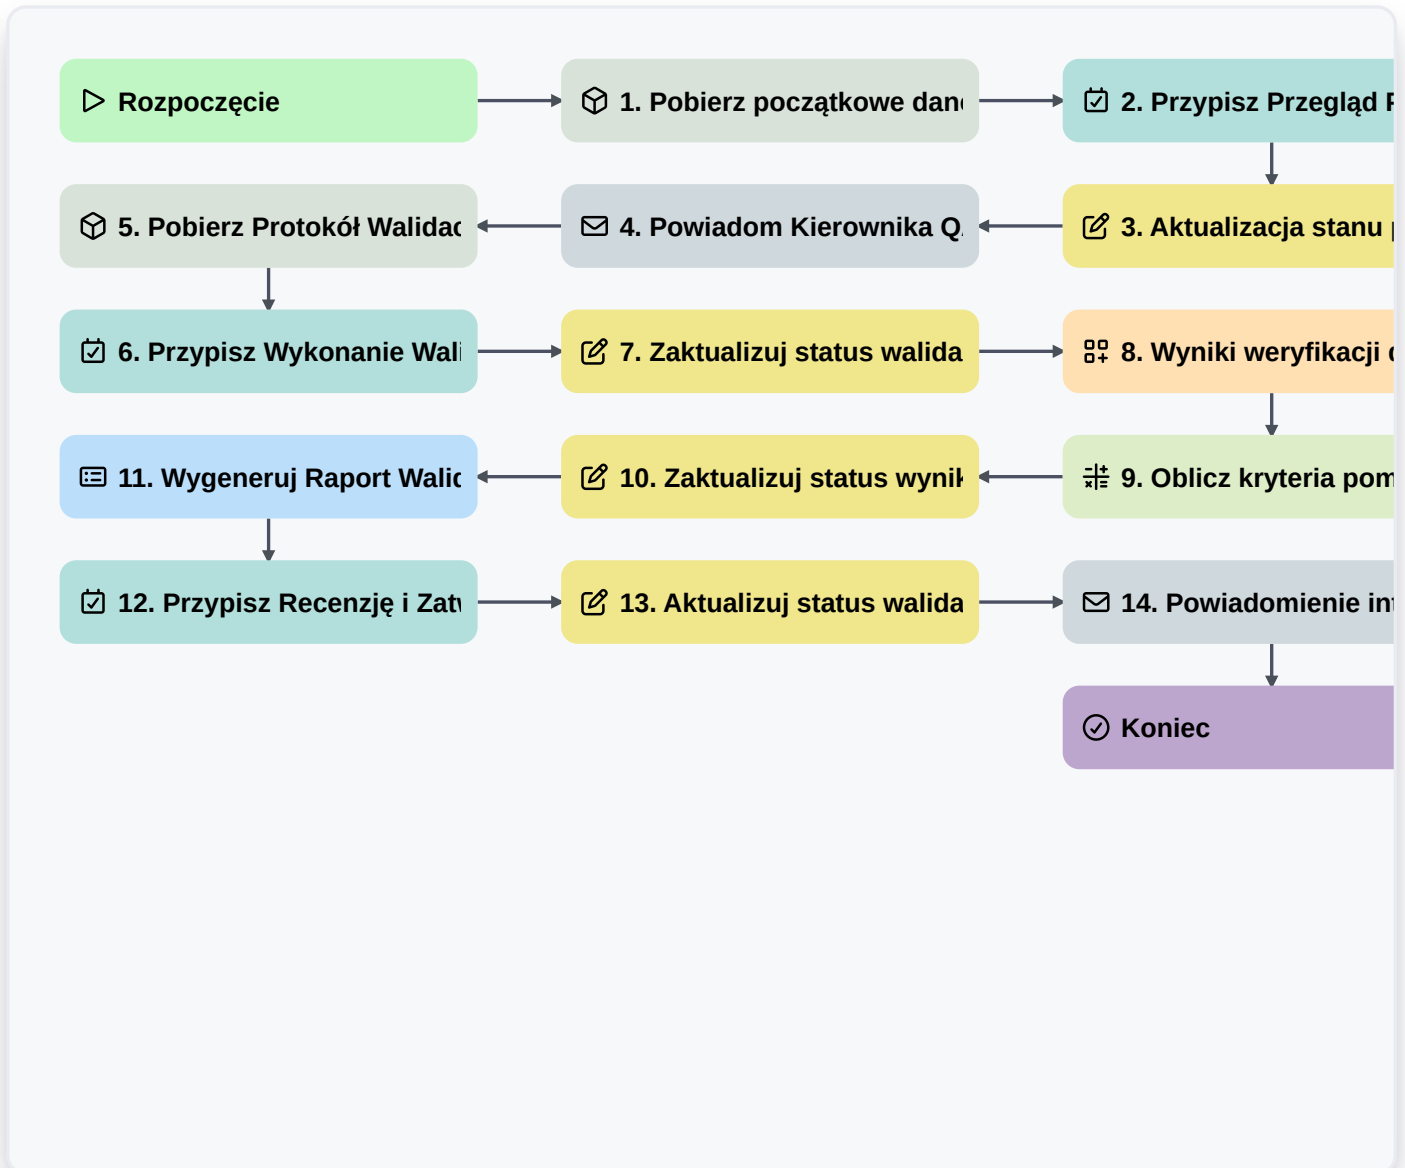 Rozpoczęcie
1. Pobierz początkowe dan
2. Przypisz Przegląd
5. Pobierz Protokół Walidac
4. Powiadom Kierownika Q
3. Aktualizacja stanu
6. Przypisz Wykonanie Wali
7. Zaktualizuj status walida
8. Wyniki weryfikacji
11. Wygeneruj Raport Walid
10. Zaktualizuj status wynik
9. Oblicz kryteria pom
12. Przypisz Recenzję i Zatw
13. Aktualizuj status walida
14. Powiadomienie int
Koniec